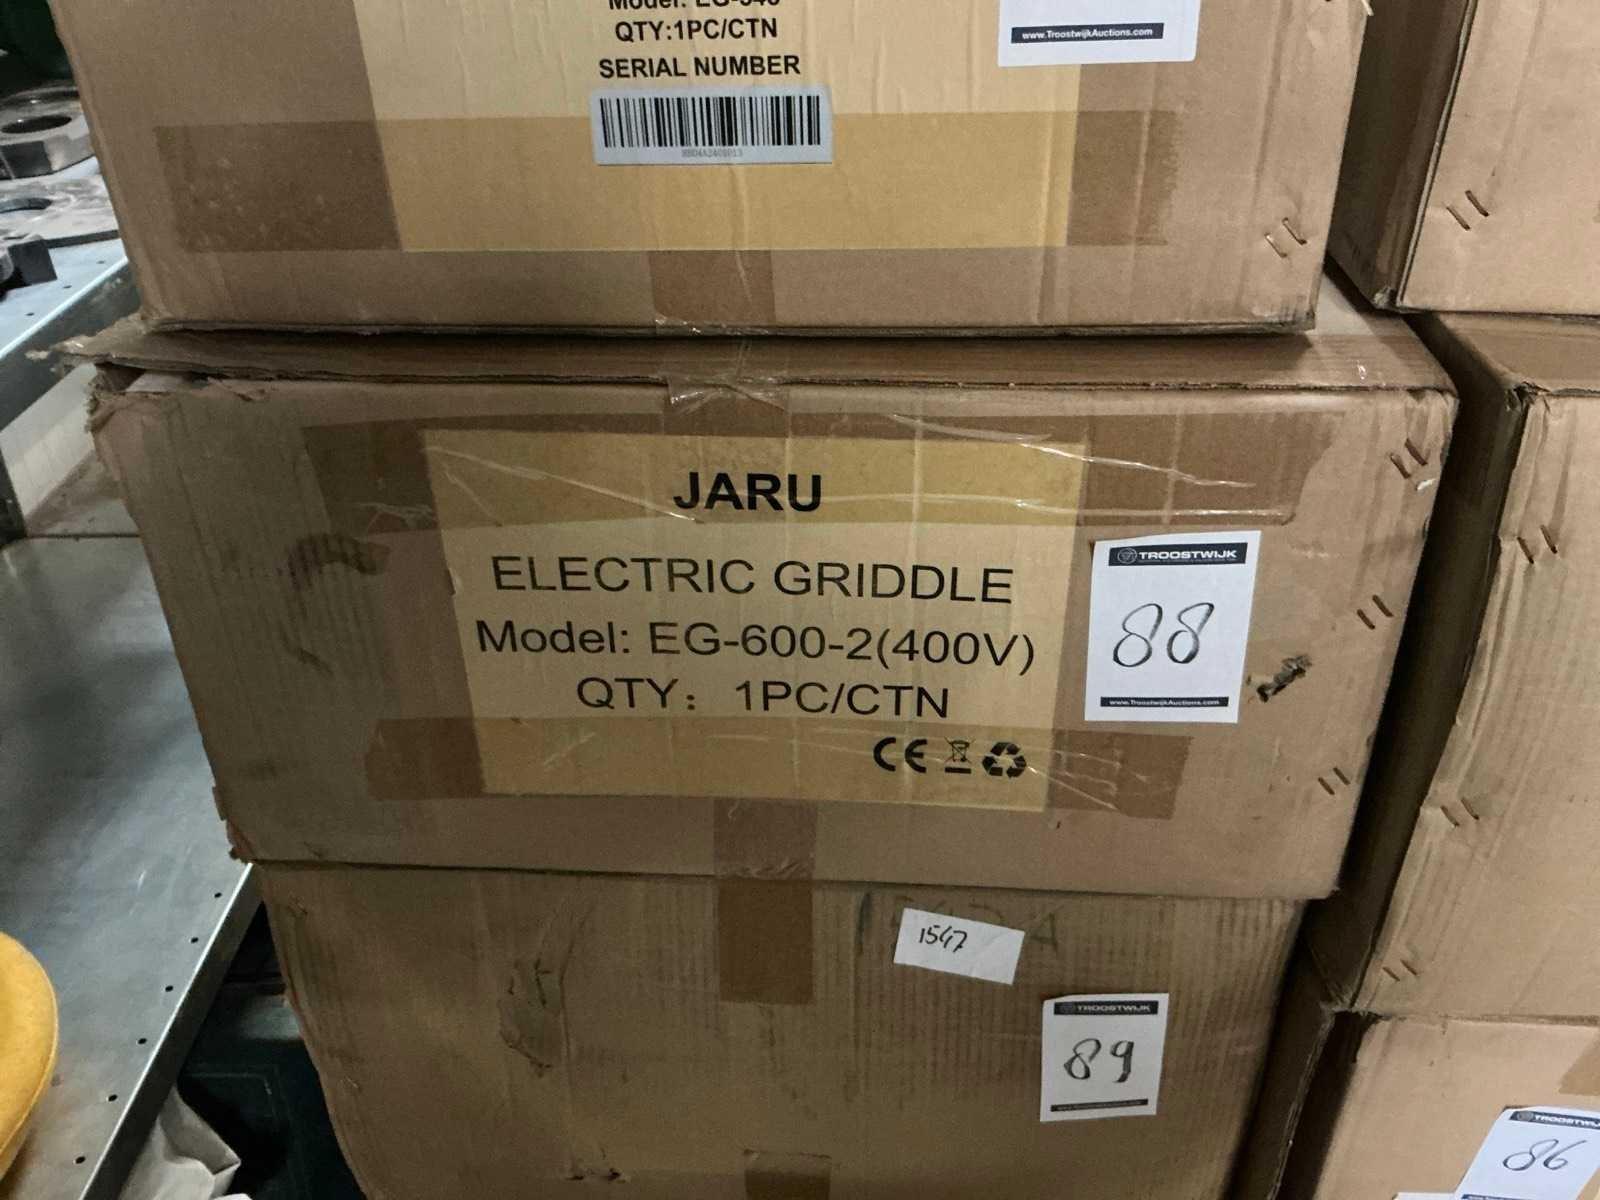 QTY:1PC/CTN
SERIAL NUMBER
www.TroostwijkAuctions.com
JARU
ELECTRIC GRIDDLE
Model: EG-600-2(400V)
QTY: 1PC/CTN
CE
TROOSTWIJK
88
www.TroostwijkAuctions.com
1547
TROOSTWIJK
89
TROOSTWIJK
86